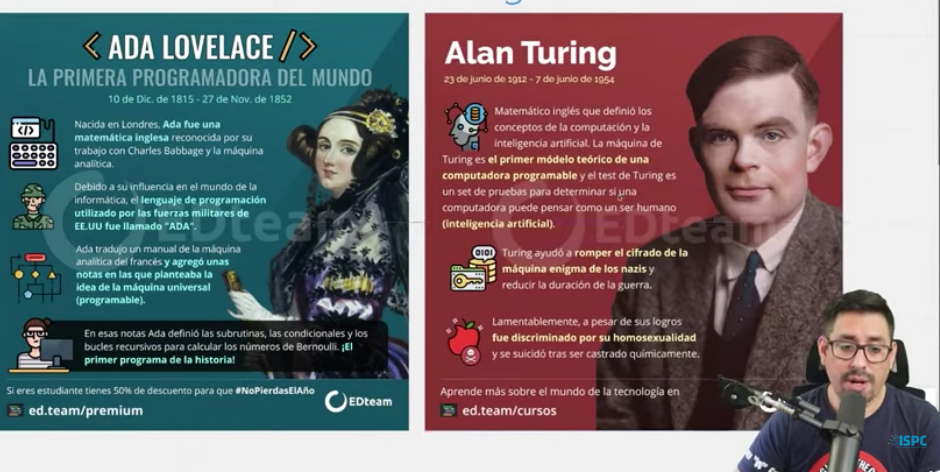 < ADA LOVELACE />
LA PRIMERA PROGRAMADORA DEL MUNDO
10 de Dic. de 1815 - 27 de Nov. de 1852
Nacida en Londres, Ada fue una
matemática inglesa reconocida por su
trabajo con Charles Babbage y la máquina
analítica.
Debido a su influencia en el mundo de la
informática, el lenguaje de programación
utilizado por las fuerzas militares de
EE.UU fue llamado "ADA".
Ada tradujo un manual de la máquina
analítica del francés y agregó unas
notas en las que planteaba la
idea de la máquina universal
(programable).
En esas notas Ada definió las subrutinas, las condicionales y los
bucles recursivos para calcular los números de Bernoulli. ¡El
primer programa de la historia!
Si eres estudiante tienes 50% de descuento para que #NoPierdasElAño
ed.team/premium
EDteam
EDteam
Alan Turing
23 de junio de 1912 - 7 de junio de 1954
Matemático inglés que definió los
conceptos de la computación y la
inteligencia artificial. La máquina de
Turing es el primer módelo teórico de una
computadora programable y el test de Turing es
un set de pruebas para determinar si una
computadora puede pensar como un ser humano
(inteligencia artificial).
0101
Turing ayudó a romper el cifrado de la
máquina enigma de los nazis y
reducir la duración de la guerra.
Lamentablemente, a pesar de sus logros
fue discriminado por su homosexualidad
y se suicidó tras ser castrado químicamente.
Aprende más sobre el mundo de la tecnología en
ed.team/cursos
EDteam
ISPC